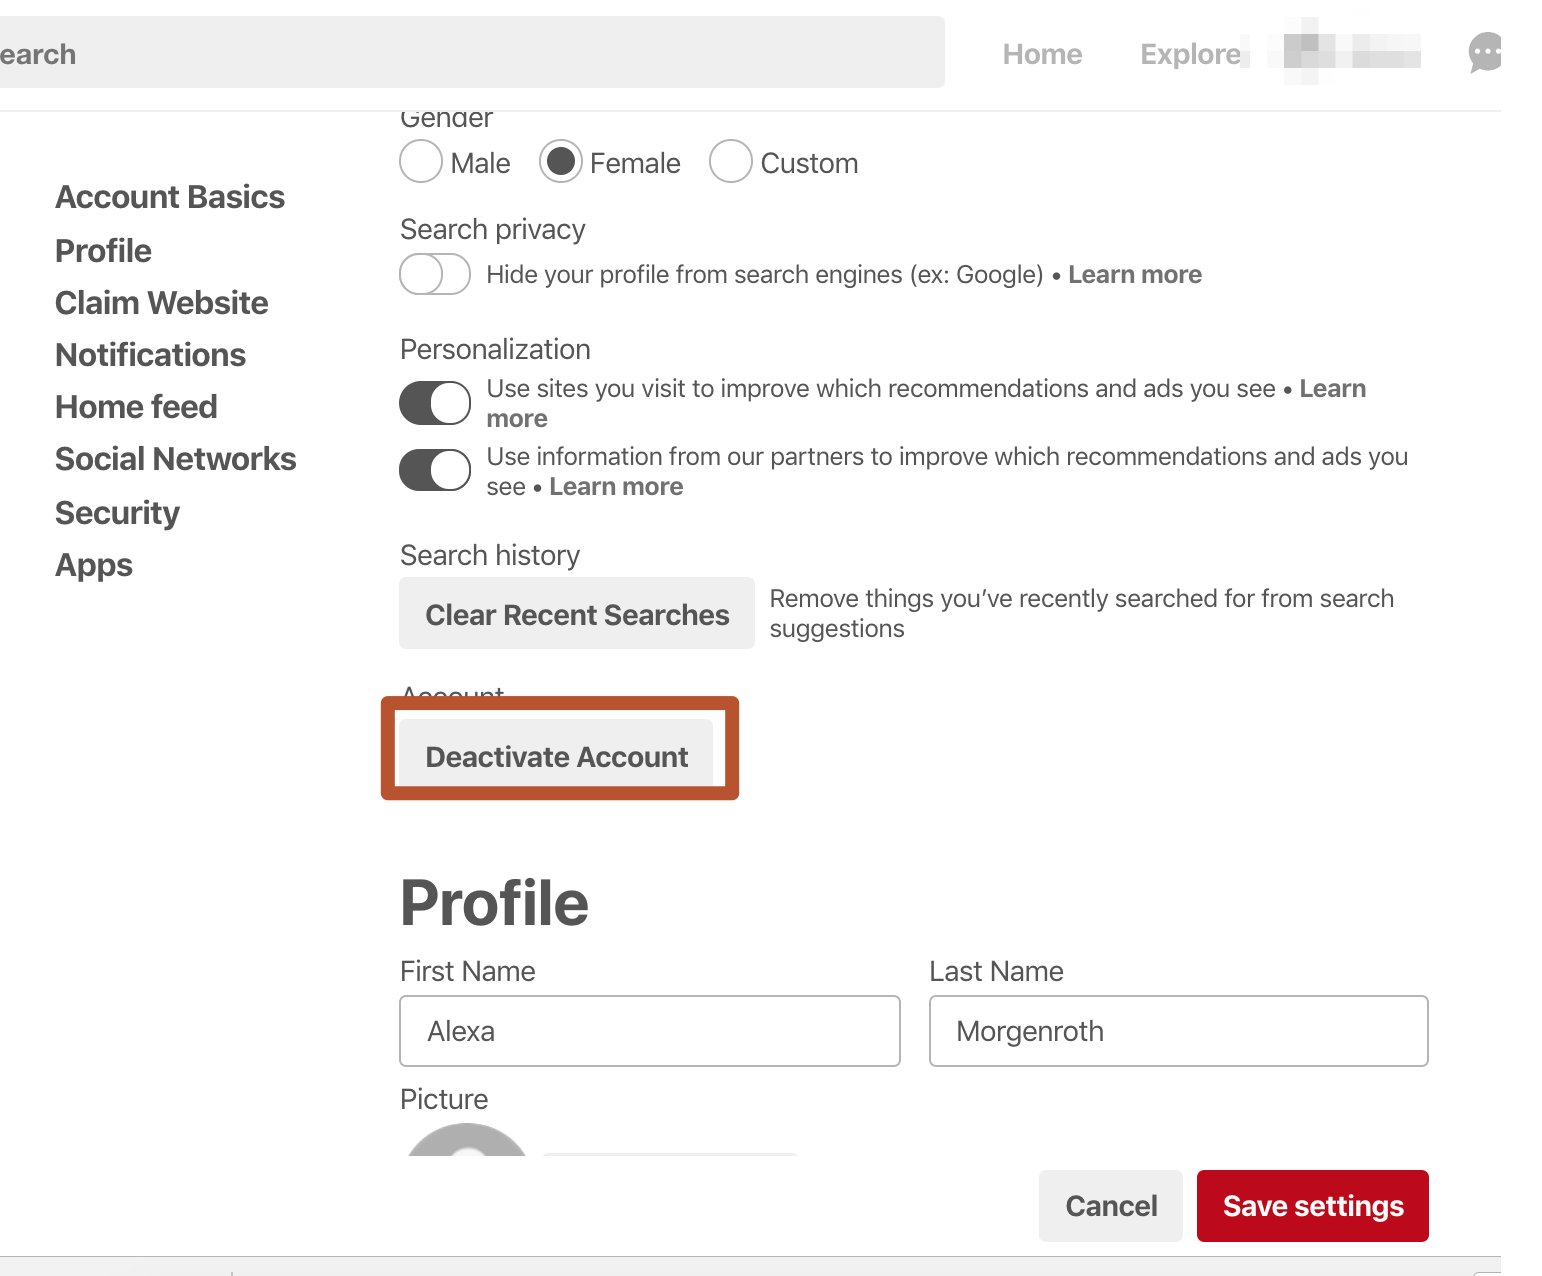 earch
Home
Explore
Account Basics
Profile
Claim Website
Notifications
Home feed
Social Networks
Security
Apps
Gender
Male
Female
Custom
Search privacy
Hide your profile from search engines (ex: Google) • Learn more
Personalization
Use sites you visit to improve which recommendations and ads you see • Learn
more
Use information from our partners to improve which recommendations and ads you
see • Learn more
Search history
Clear Recent Searches
Remove things you’ve recently searched for from search
suggestions
Account
Deactivate Account
Profile
First Name
Last Name
Alexa
Morgenroth
Picture
Cancel
Save settings